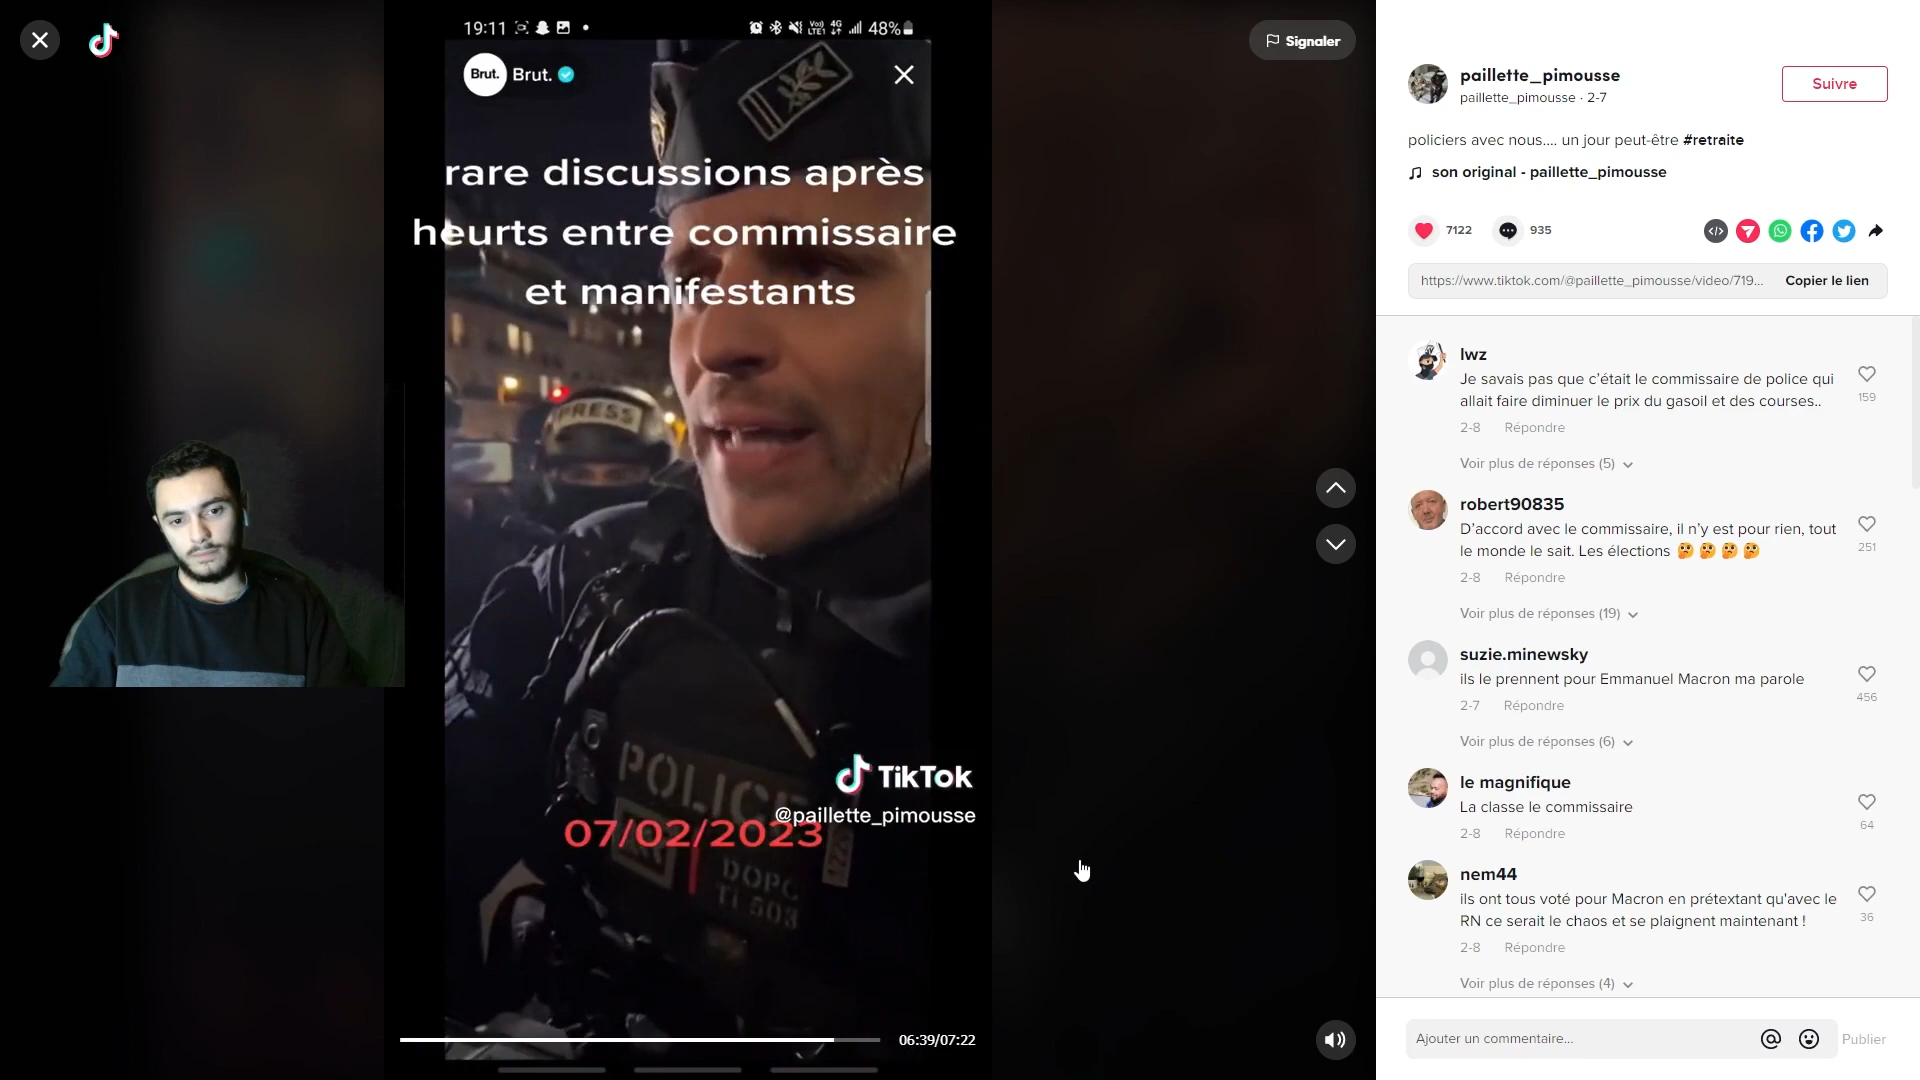 19:11
Vo)) LTE1 4G 48%
Brut. Brut.
rare discussions après
heurts entre commissaire
et manifestants
PRESS
POLICE
TikTok
@paillette_pimousse
07/02/2023
DOPC
TI 503
06:39/07:22
Signaler
paillette_pimousse
paillette_pimousse · 2-7
Suivre
policiers avec nous.... un jour peut-être #retraite
son original - paillette_pimousse
7122 935
https://www.tiktok.com/@paillette_pimousse/video/719... Copier le lien
lwz
Je savais pas que c’était le commissaire de police qui
allait faire diminuer le prix du gasoil et des courses..
159
2-8 Répondre
Voir plus de réponses (5)
robert90835
D’accord avec le commissaire, il n’y est pour rien, tout
le monde le sait. Les élections 🤔 🤔 🤔 🤔
251
2-8 Répondre
Voir plus de réponses (19)
suzie.minewsky
ils le prennent pour Emmanuel Macron ma parole
456
2-7 Répondre
Voir plus de réponses (6)
le magnifique
La classe le commissaire
64
2-8 Répondre
nem44
ils ont tous voté pour Macron en prétextant qu'avec le
RN ce serait le chaos et se plaignent maintenant !
36
2-8 Répondre
Voir plus de réponses (4)
Ajouter un commentaire...
Publier